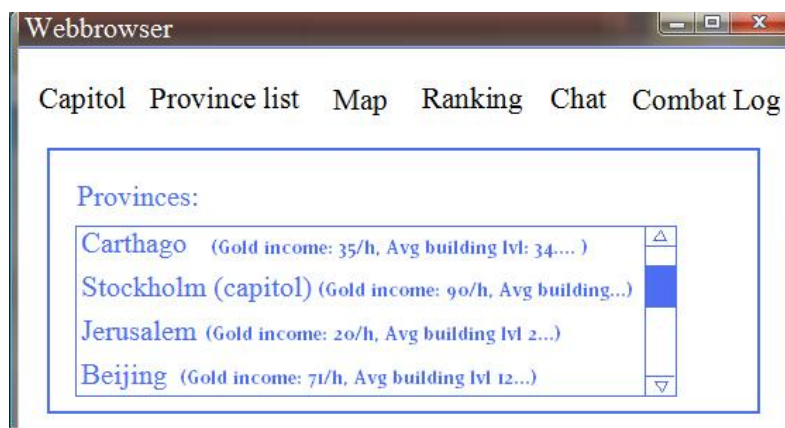 Webbrowser
Capitol Province list Map Ranking Chat Combat Log
Provinces:
Carthago (Gold income: 35/h, Avg building lvl: 34.... )
Stockholm (capitol) (Gold income: 90/h, Avg building...)
Jerusalem (Gold income: 20/h, Avg building lvl 2...)
Beijing (Gold income: 71/h, Avg building lvl 12...)